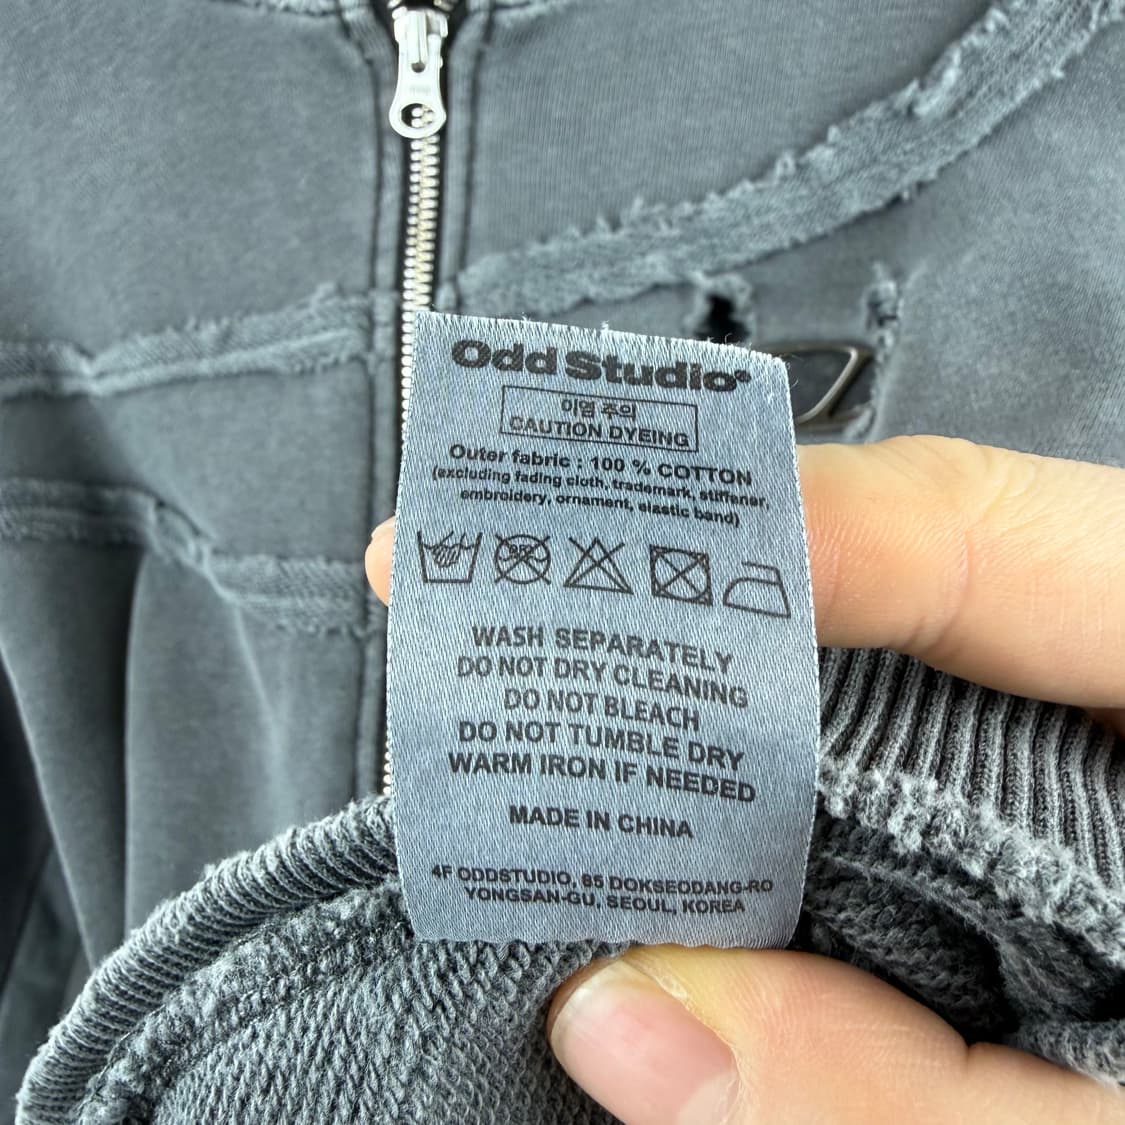 Odd Studio®
이염 주의
CAUTION DYEING
Outer fabric : 100 % COTTON
(excluding fading cloth, trademark, stiffener,
embroidery, ornament, elastic band)
WASH SEPARATELY
DO NOT DRY CLEANING
DO NOT BLEACH
DO NOT TUMBLE DRY
WARM IRON IF NEEDED
MADE IN CHINA
4F ODDSTUDIO, 85 DOKSEODANG-RO
YONGSAN-GU, SEOUL, KOREA